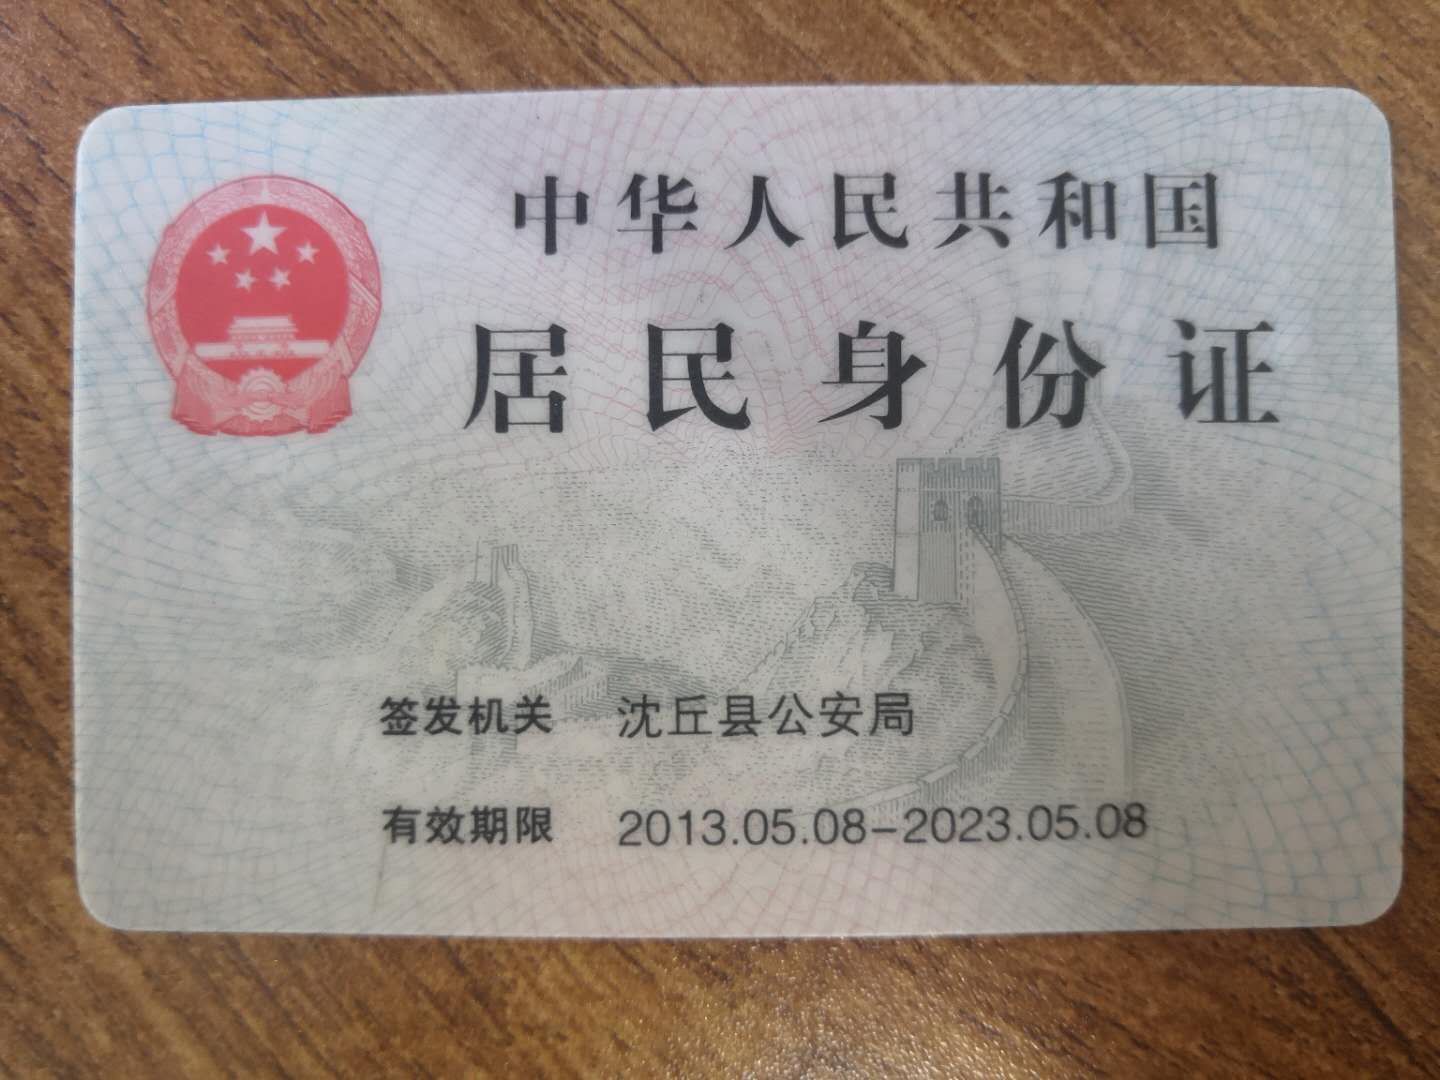 中华人民共和国
居民身份证
签发机关 沈丘县公安局
有效期限 2013.05.08-2023.05.08